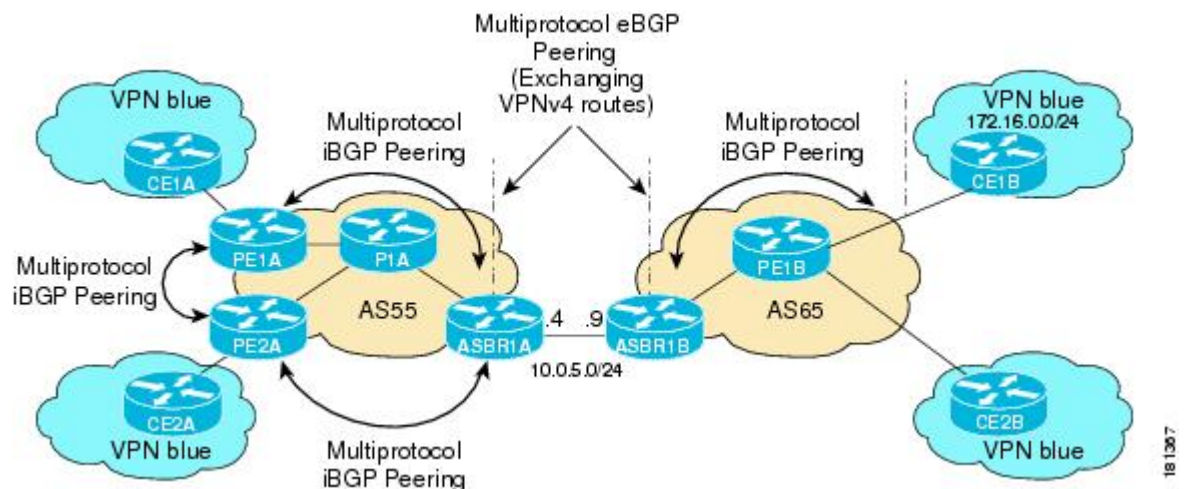 Multiprotocol eBGP
Peering
(Exchanging
VPNv4 routes)
VPN blue
CE1A
Multiprotocol
iBGP Peering
Multiprotocol
iBGP Peering
VPN blue
172.16.0.0/24
CE1B
PE1A
P1A
PE1B
Multiprotocol
iBGP Peering
AS55
AS65
PE2A
ASBR1A
.4
.9
ASBR1B
10.0.5.0/24
CE2A
VPN blue
Multiprotocol
iBGP Peering
CE2B
VPN blue
181367